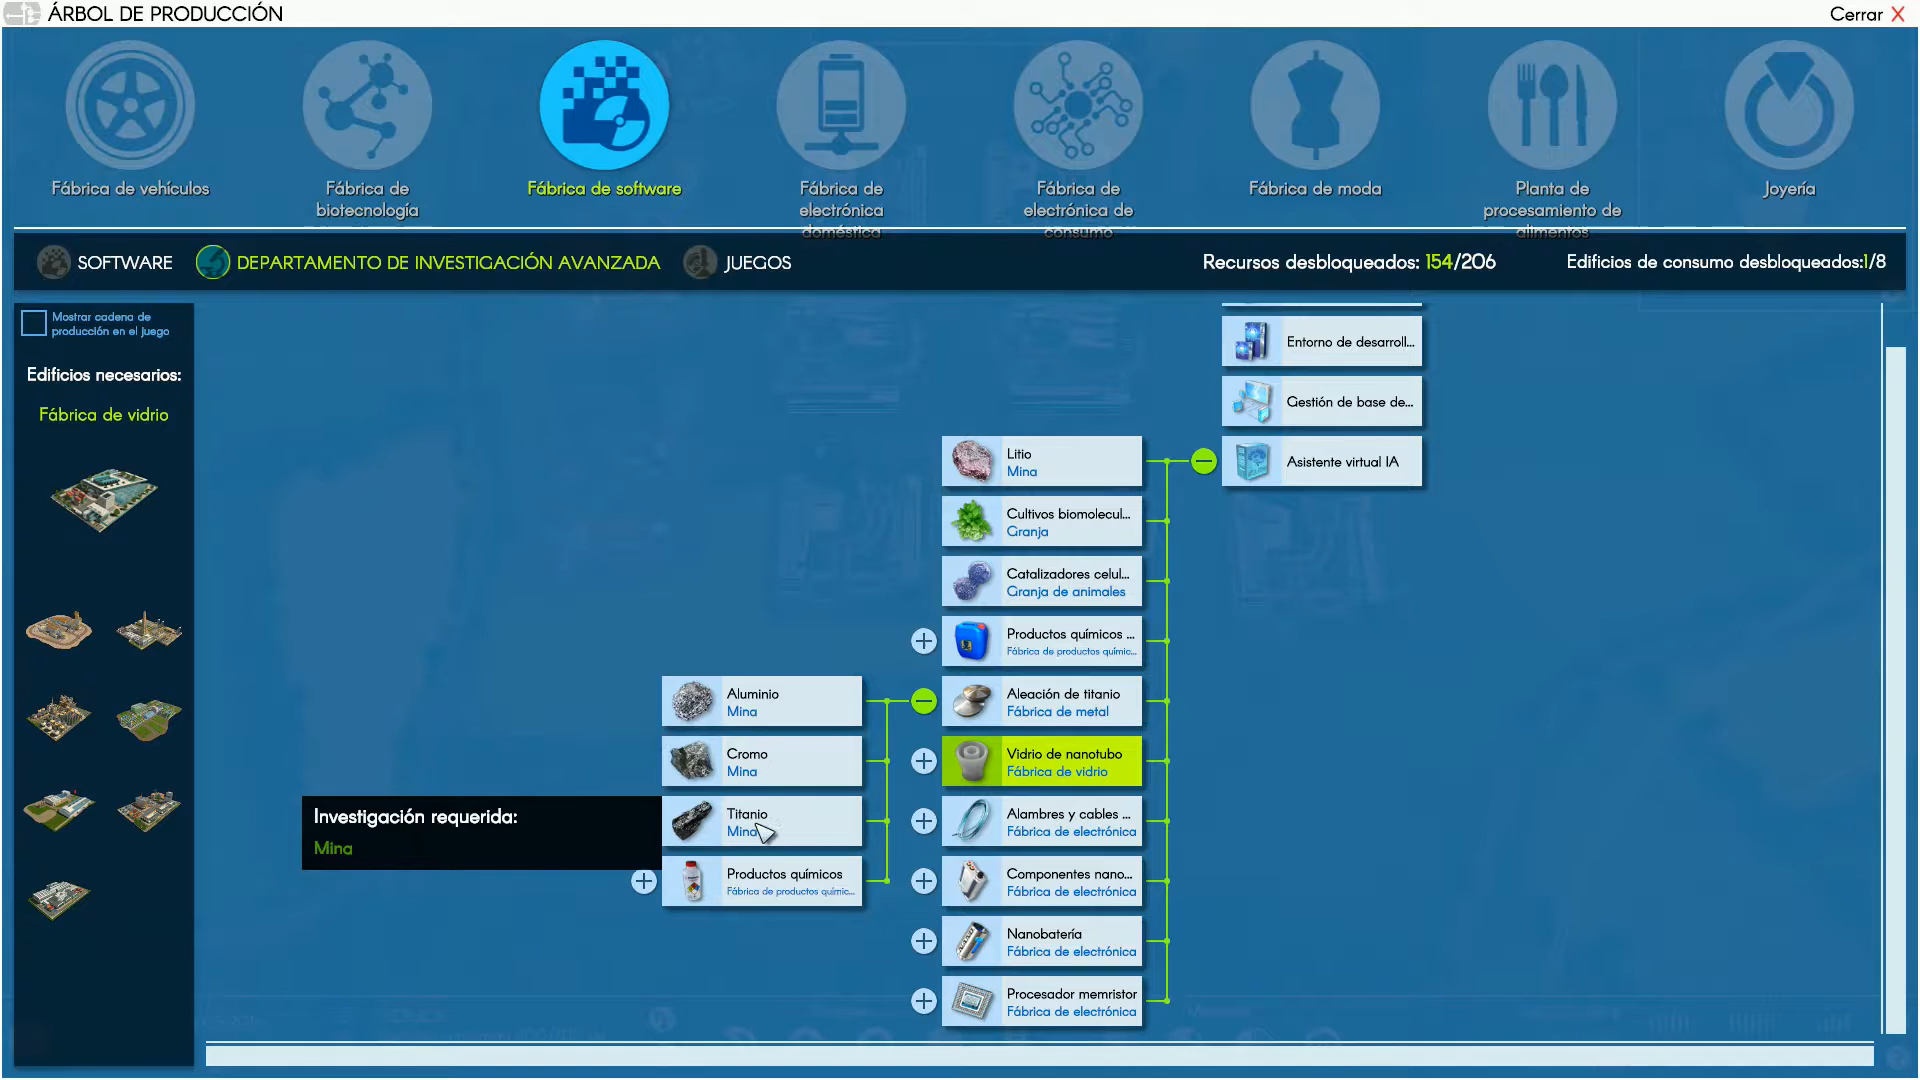 ÁRBOL DE PRODUCCIÓN
Cerrar X
Fábrica de vehículos
Fábrica de
biotecnología
Fábrica de software
Fábrica de
electrónica
doméstica
Fábrica de
electrónica de
consumo
Fábrica de moda
Planta de
procesamiento de
alimentos
Joyería
SOFTWARE
DEPARTAMENTO DE INVESTIGACIÓN AVANZADA
JUEGOS
Recursos desbloqueados: 154/206
Edificios de consumo desbloqueados:1/8
Mostrar cadena de
producción en el juego
Edificios necesarios:
Fábrica de vidrio
Entorno de desarroll...
Gestión de base de...
Asistente virtual IA
Litio
Mina
Cultivos biomolecul...
Granja
Catalizadores celul...
Granja de animales
Productos químicos ...
Fábrica de productos químic...
Aleación de titanio
Fábrica de metal
Vidrio de nanotubo
Fábrica de vidrio
Alambres y cables ...
Fábrica de electrónica
Componentes nano...
Fábrica de electrónica
Nanobatería
Fábrica de electrónica
Procesador memristor
Fábrica de electrónica
Aluminio
Mina
Cromo
Mina
Titanio
Mina
Productos químicos
Fábrica de productos químic...
Investigación requerida:
Mina